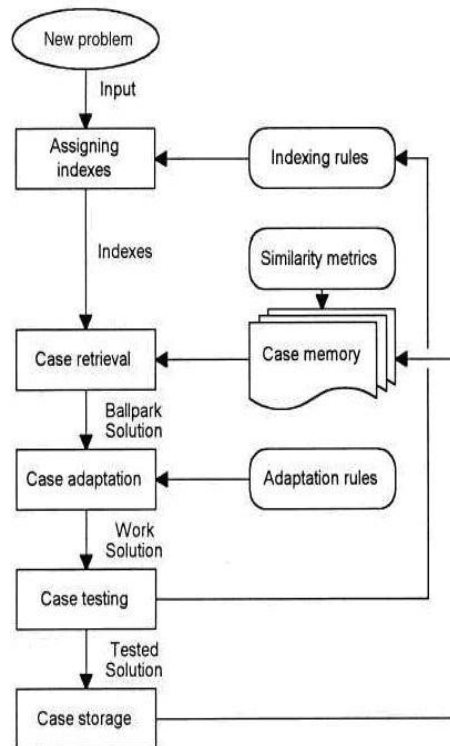 New problem
Input
Assigning
indexes
Indexing rules
Indexes
Similarity metrics
Case retrieval
Case memory
Ballpark
Solution
Case adaptation
Adaptation rules
Work
Solution
Case testing
Tested
Solution
Case storage